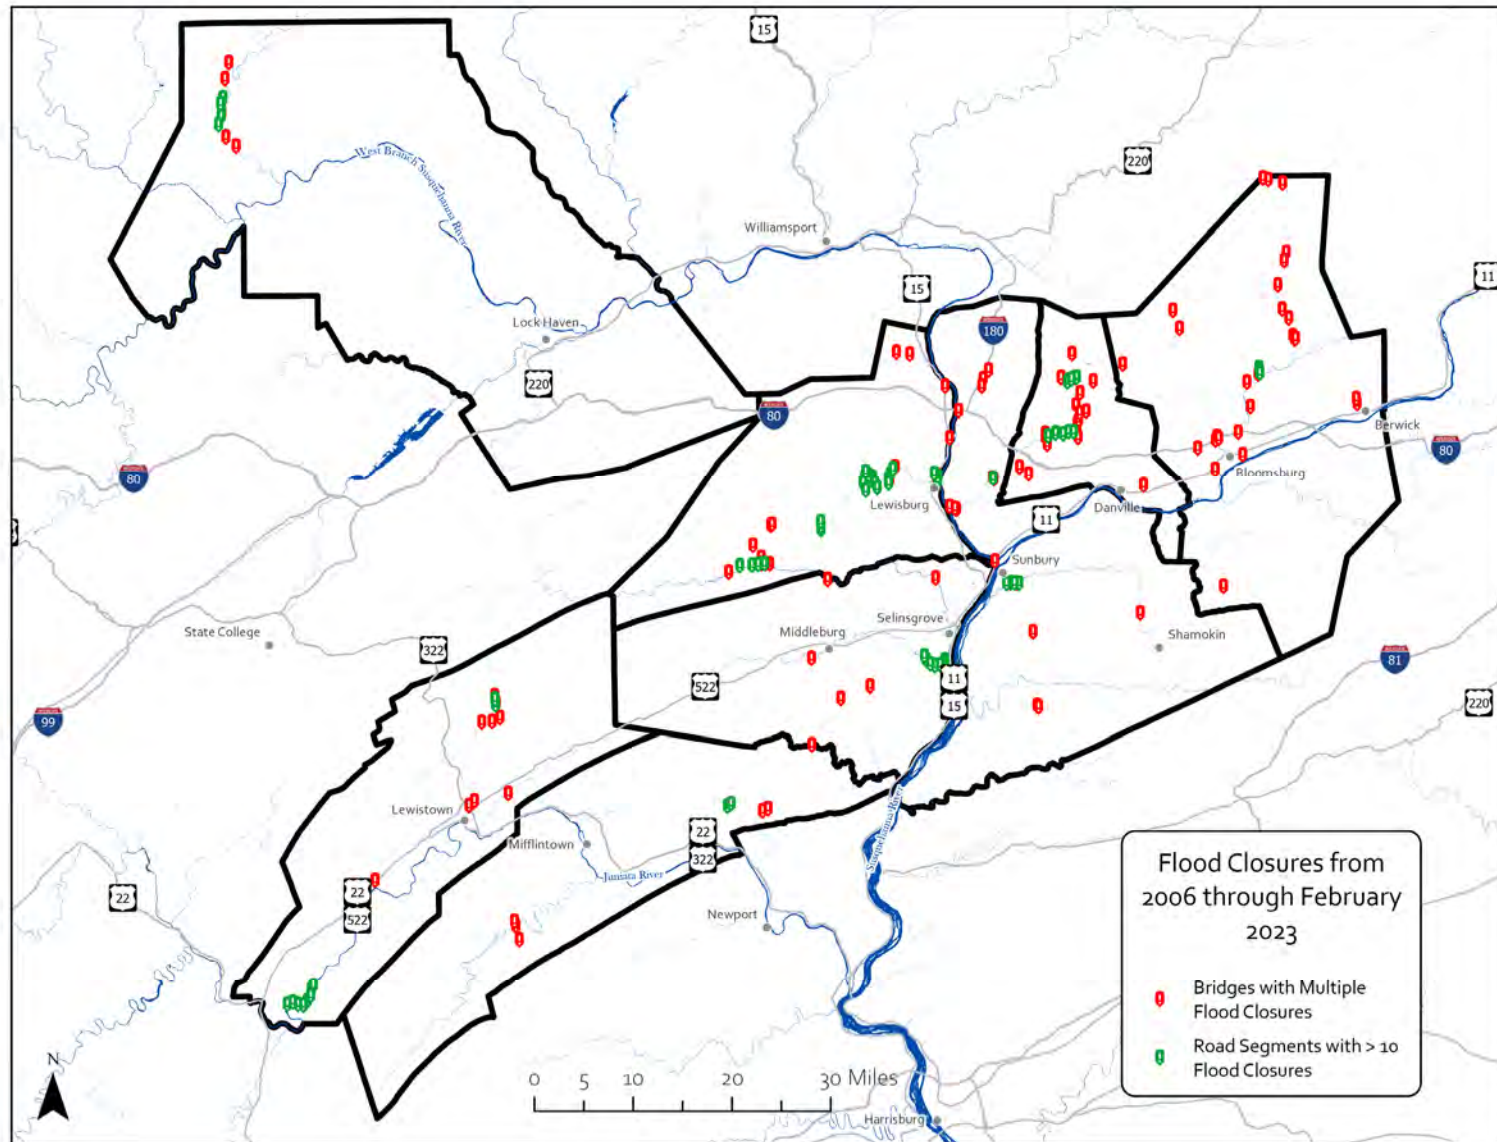 15
220
West Branch Susquehanna River
Williamsport
15
11
180
Lock Haven
220
80
Berwick
80
80
Bloomsburg
Lewisburg
Danville
11
Sunbury
Selinsgrove
State College
Middleburg
Shamokin
322
81
522
11
15
220
99
Lewistown
22
Mifflintown
322
Juniata River
Susquehanna River
22
22
522
Newport
Flood Closures from
2006 through February
2023
Bridges with Multiple
Flood Closures
Road Segments with > 10
Flood Closures
N
0 5 10 20 30 Miles
Harrisburg